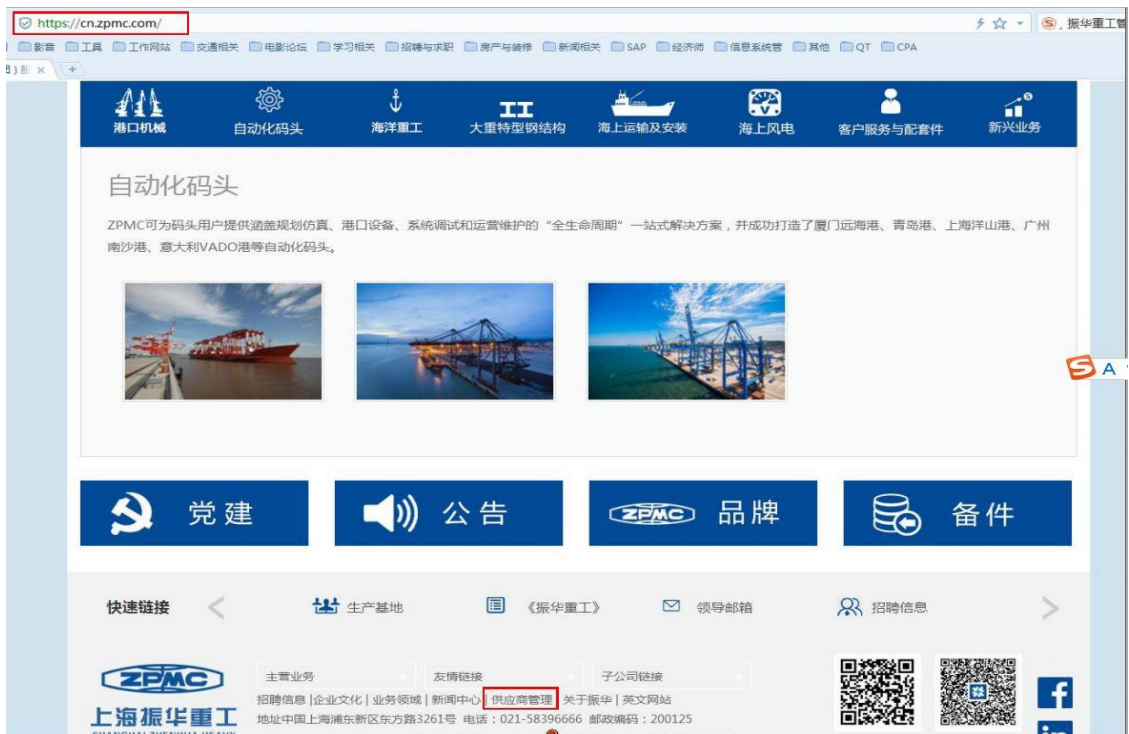 https://cn.zpmc.com/
振华重工管
影音 工具 工作网站 交通相关 电影论坛 学习相关 招聘与求职 房产与装修 新闻相关 SAP 经济师 信息系统管 其他 QT CPA
港口机械 自动化码头 海洋重工 大重特型钢结构 海上运输及安装 海上风电 客户服务与配套件 新兴业务
自动化码头
ZPMC可为码头用户提供涵盖规划仿真、港口设备、系统调试和运营维护的“全生命周期”一站式解决方案，并成功打造了厦门远海港、青岛港、上海洋山港、广州
南沙港、意大利VADO港等自动化码头。
党建 公告 ZPMC 品牌 备件
快速链接 生产基地 《振华重工》 领导邮箱 招聘信息
ZPMC
主营业务 友情链接 子公司链接
招聘信息|企业文化|业务领域|新闻中心|供应商管理|关于振华|英文网站
上海振华重工
地址中国上海浦东新区东方路3261号 电话：021-58396666 邮政编码：200125